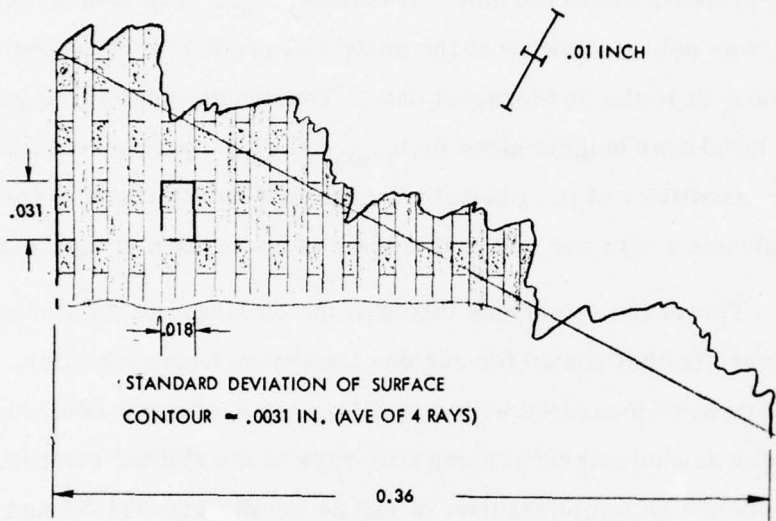 .01 INCH
.031
.018
STANDARD DEVIATION OF SURFACE
CONTOUR ~ .0031 IN. (AVE OF 4 RAYS)
0.36